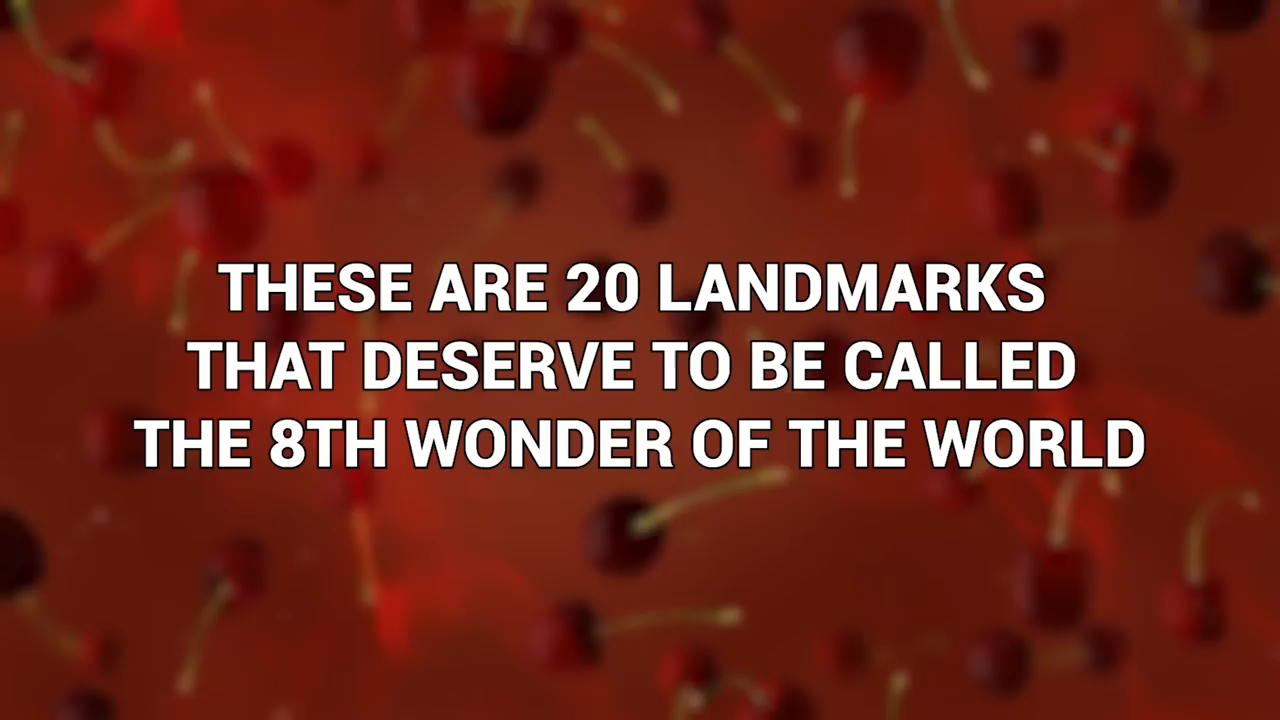 THESE ARE 20 LANDMARKS
THAT DESERVE TO BE CALLED
THE 8TH WONDER OF THE WORLD